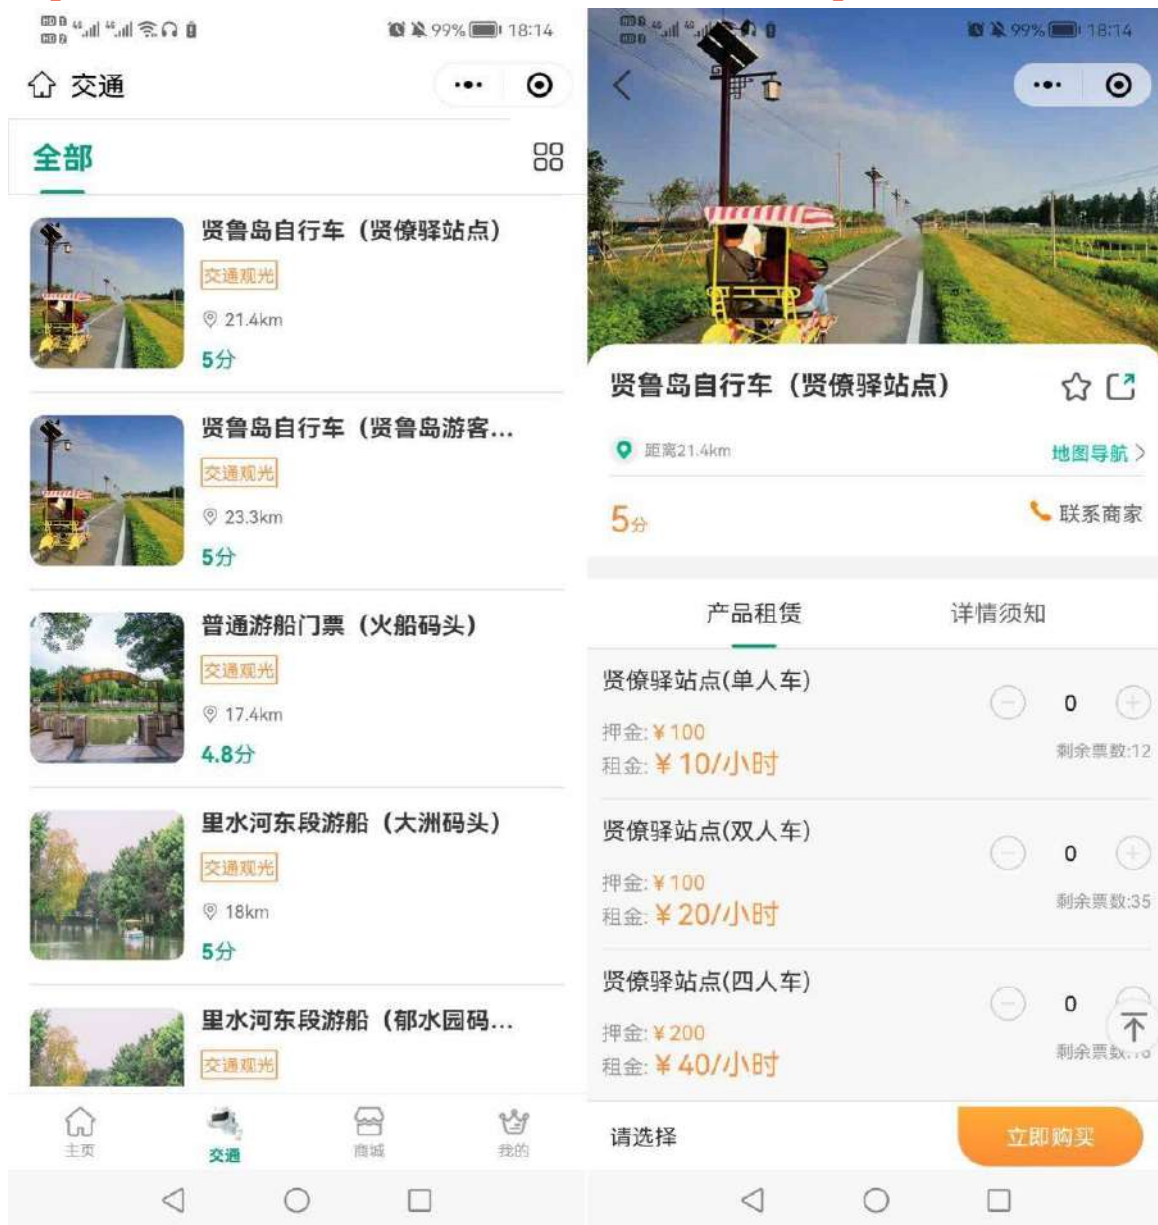 99% 18:14
交通
全部
贤鲁岛自行车（贤僚驿站点）
交通观光
21.4km
5分
贤鲁岛自行车（贤鲁岛游客...
交通观光
23.3km
5分
普通游船门票（火船码头）
交通观光
17.4km
4.8分
里水河东段游船（大洲码头）
交通观光
18km
5分
里水河东段游船（郁水园码...
交通观光
主页
交通
商城
我的
99% 18:14
贤鲁岛自行车（贤僚驿站点）
距离21.4km
地图导航
5分
联系商家
产品租赁
详情须知
贤僚驿站点(单人车)
0
押金:¥100
租金:¥10/小时
剩余票数:12
贤僚驿站点(双人车)
0
押金:¥100
租金:¥20/小时
剩余票数:35
贤僚驿站点(四人车)
0
押金:¥200
租金:¥40/小时
剩余票数:
请选择
立即购买